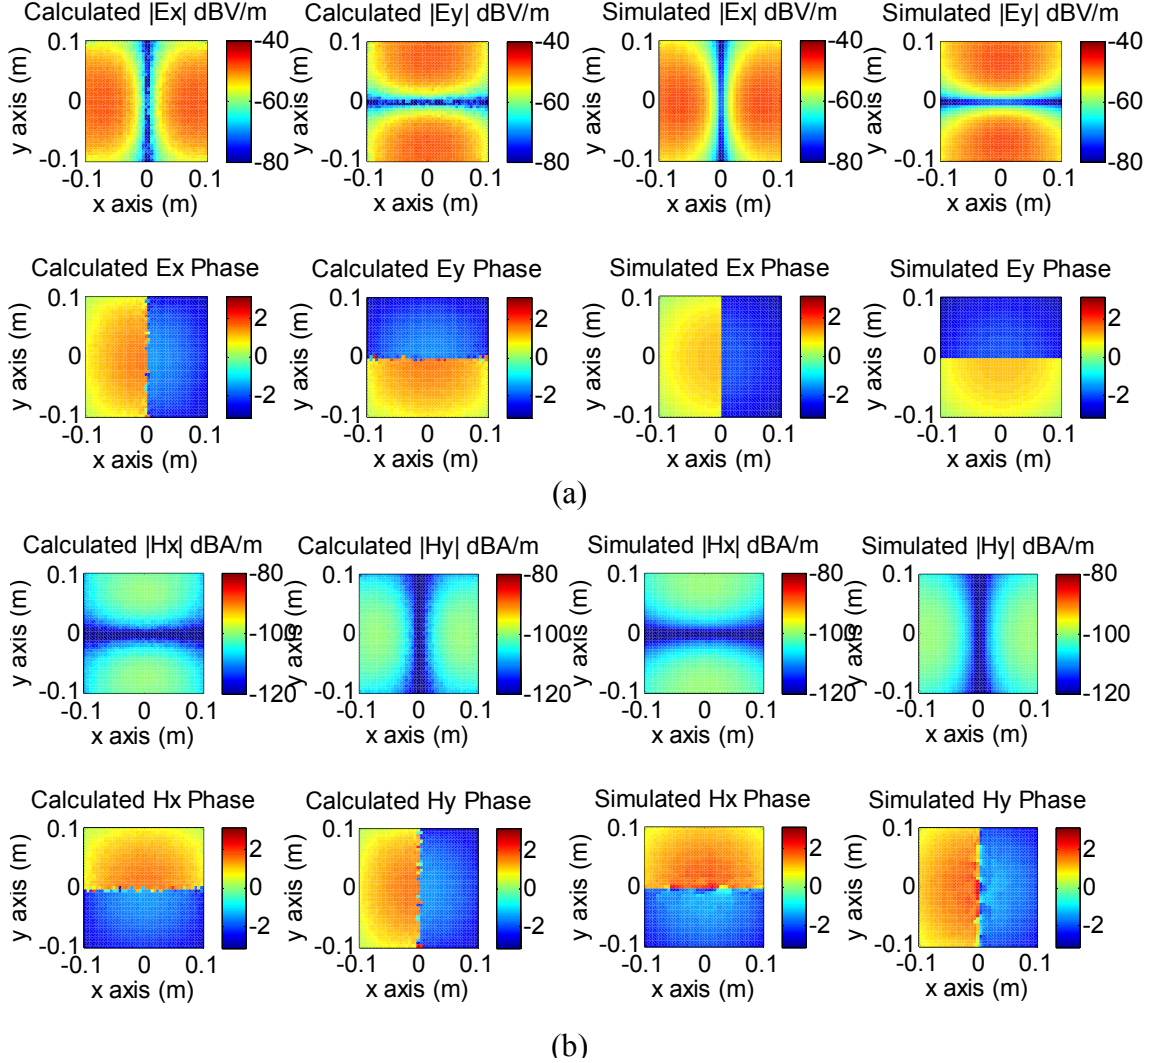 Calculated |Ex| dBV/m Calculated |Ey| dBV/m Simulated |Ex| dBV/m Simulated |Ey| dBV/m
y axis (m) 0.1 0 -0.1 -40 -60 -80 y axis (m) 0.1 0 -0.1 -40 -60 -80 y axis (m) 0.1 0 -0.1 -40 -60 -80 y axis (m) 0.1 0 -0.1 -40 -60 -80
-0.1 0 0.1 -0.1 0 0.1 -0.1 0 0.1 -0.1 0 0.1
x axis (m) x axis (m) x axis (m) x axis (m)
Calculated Ex Phase Calculated Ey Phase Simulated Ex Phase Simulated Ey Phase
y axis (m) 0.1 0 -0.1 2 0 -2 y axis (m) 0.1 0 -0.1 2 0 -2 y axis (m) 0.1 0 -0.1 2 0 -2 y axis (m) 0.1 0 -0.1 2 0 -2
-0.1 0 0.1 -0.1 0 0.1 -0.1 0 0.1 -0.1 0 0.1
x axis (m) x axis (m) x axis (m) x axis (m)
(a)
Calculated |Hx| dBA/m Calculated |Hy| dBA/m Simulated |Hx| dBA/m Simulated |Hy| dBA/m
y axis (m) 0.1 0 -0.1 -80 -100 -120 y axis (m) 0.1 0 -0.1 -80 -100 -120 y axis (m) 0.1 0 -0.1 -80 -100 -120 y axis (m) 0.1 0 -0.1 -80 -100 -120
-0.1 0 0.1 -0.1 0 0.1 -0.1 0 0.1 -0.1 0 0.1
x axis (m) x axis (m) x axis (m) x axis (m)
Calculated Hx Phase Calculated Hy Phase Simulated Hx Phase Simulated Hy Phase
y axis (m) 0.1 0 -0.1 2 0 -2 y axis (m) 0.1 0 -0.1 2 0 -2 y axis (m) 0.1 0 -0.1 2 0 -2 y axis (m) 0.1 0 -0.1 2 0 -2
-0.1 0 0.1 -0.1 0 0.1 -0.1 0 0.1 -0.1 0 0.1
x axis (m) x axis (m) x axis (m) x axis (m)
(b)